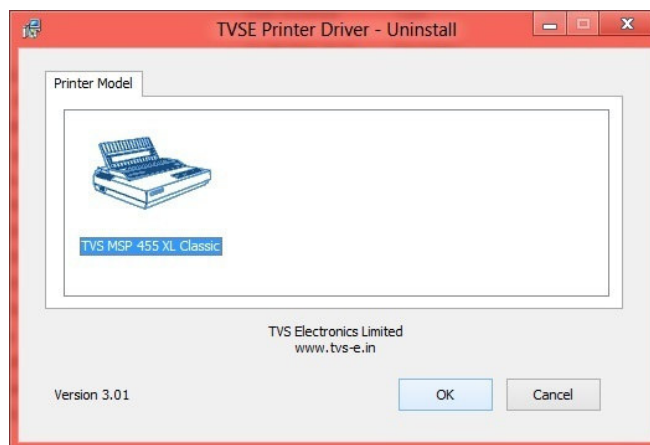 TVSE Printer Driver - Uninstall
Printer Model
TVS MSP 455 XL Classic
TVS Electronics Limited
www.tvs-e.in
Version 3.01
OK
Cancel